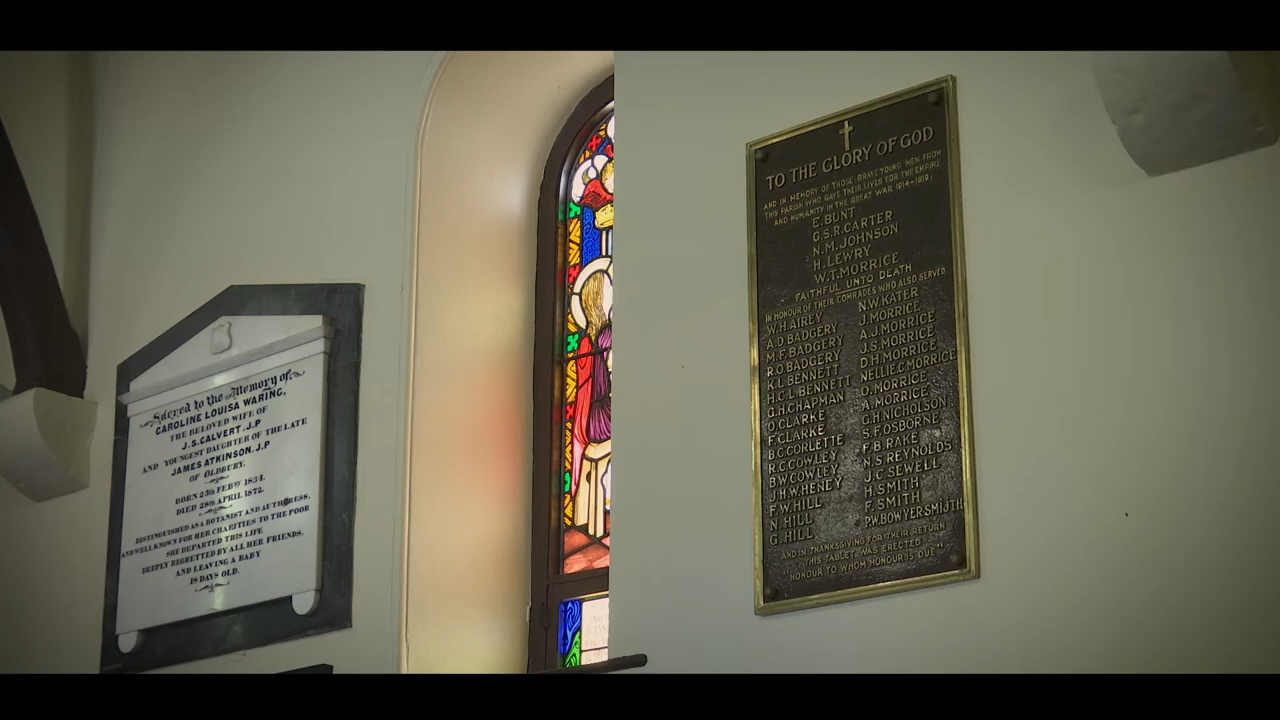 Sacred to the Memory of,
CAROLINE LOUISA WARING,
THE BELOVED WIFE OF
J.S.CALVERT, J.P
AND YOUNGEST DAUGHTER OF THE LATE
JAMES ATKINSON, J.P
OF OLDBURY.
BORN 25th FEBry 1834.
DIED 28th APRIL 1872.
DISTINGUISHED AS A BOTANIST AND AUTHRESS,
AND WELL KNOWN FOR HER CHARITIES TO THE POOR
SHE DEPARTED THIS LIFE
DEEPLY REGRETTED BY ALL HER FRIENDS,
AND LEAVING A BABY
18 DAYS OLD.
TO THE GLORY OF GOD
AND IN MEMORY OF THOSE BRAVE YOUNG MEN FROM
THIS PARISH WHO GAVE THEIR LIVES FOR THE EMPIRE
AND HUMANITY IN THE GREAT WAR 1914-1919.
E.BUNT
G.S.R.CARTER
N.M.JOHNSON
H.LEWRY
W.T.MORRICE
FAITHFUL UNTO DEATH
IN HONOUR OF THEIR COMRADES WHO ALSO SERVED
W.H.AIREY
A.D BADGERY
M.F.BADGERY
R.O.BADGERY
K.L.BENNETT
H.C.L.BENNETT
G.H.CHAPMAN
O.CLARKE
F.CLARKE
B.C.CORLETTE
R.C.COWLEY
B.W.COWLEY
J.H.W.HENEY
F.W.HILL
N.HILL
G.HILL
N.W.KATER
J.MORRICE
A.J.MORRICE
J.S.MORRICE
D.H.MORRICE
NELLIE.C.MORRICE
O.MORRICE
A.MORRICE
G.H.NICHOLSON
S.F.OSBORNE
F.B.RAKE
N.S.REYNOLDS
J.C.SEWELL
H.SMITH
F.SMITH
P.W.BOWYER SMIJTH
AND IN THANKSGIVING FOR THEIR RETURN
THIS TABLET WAS ERECTED
HONOUR TO WHOM HONOUR IS DUE